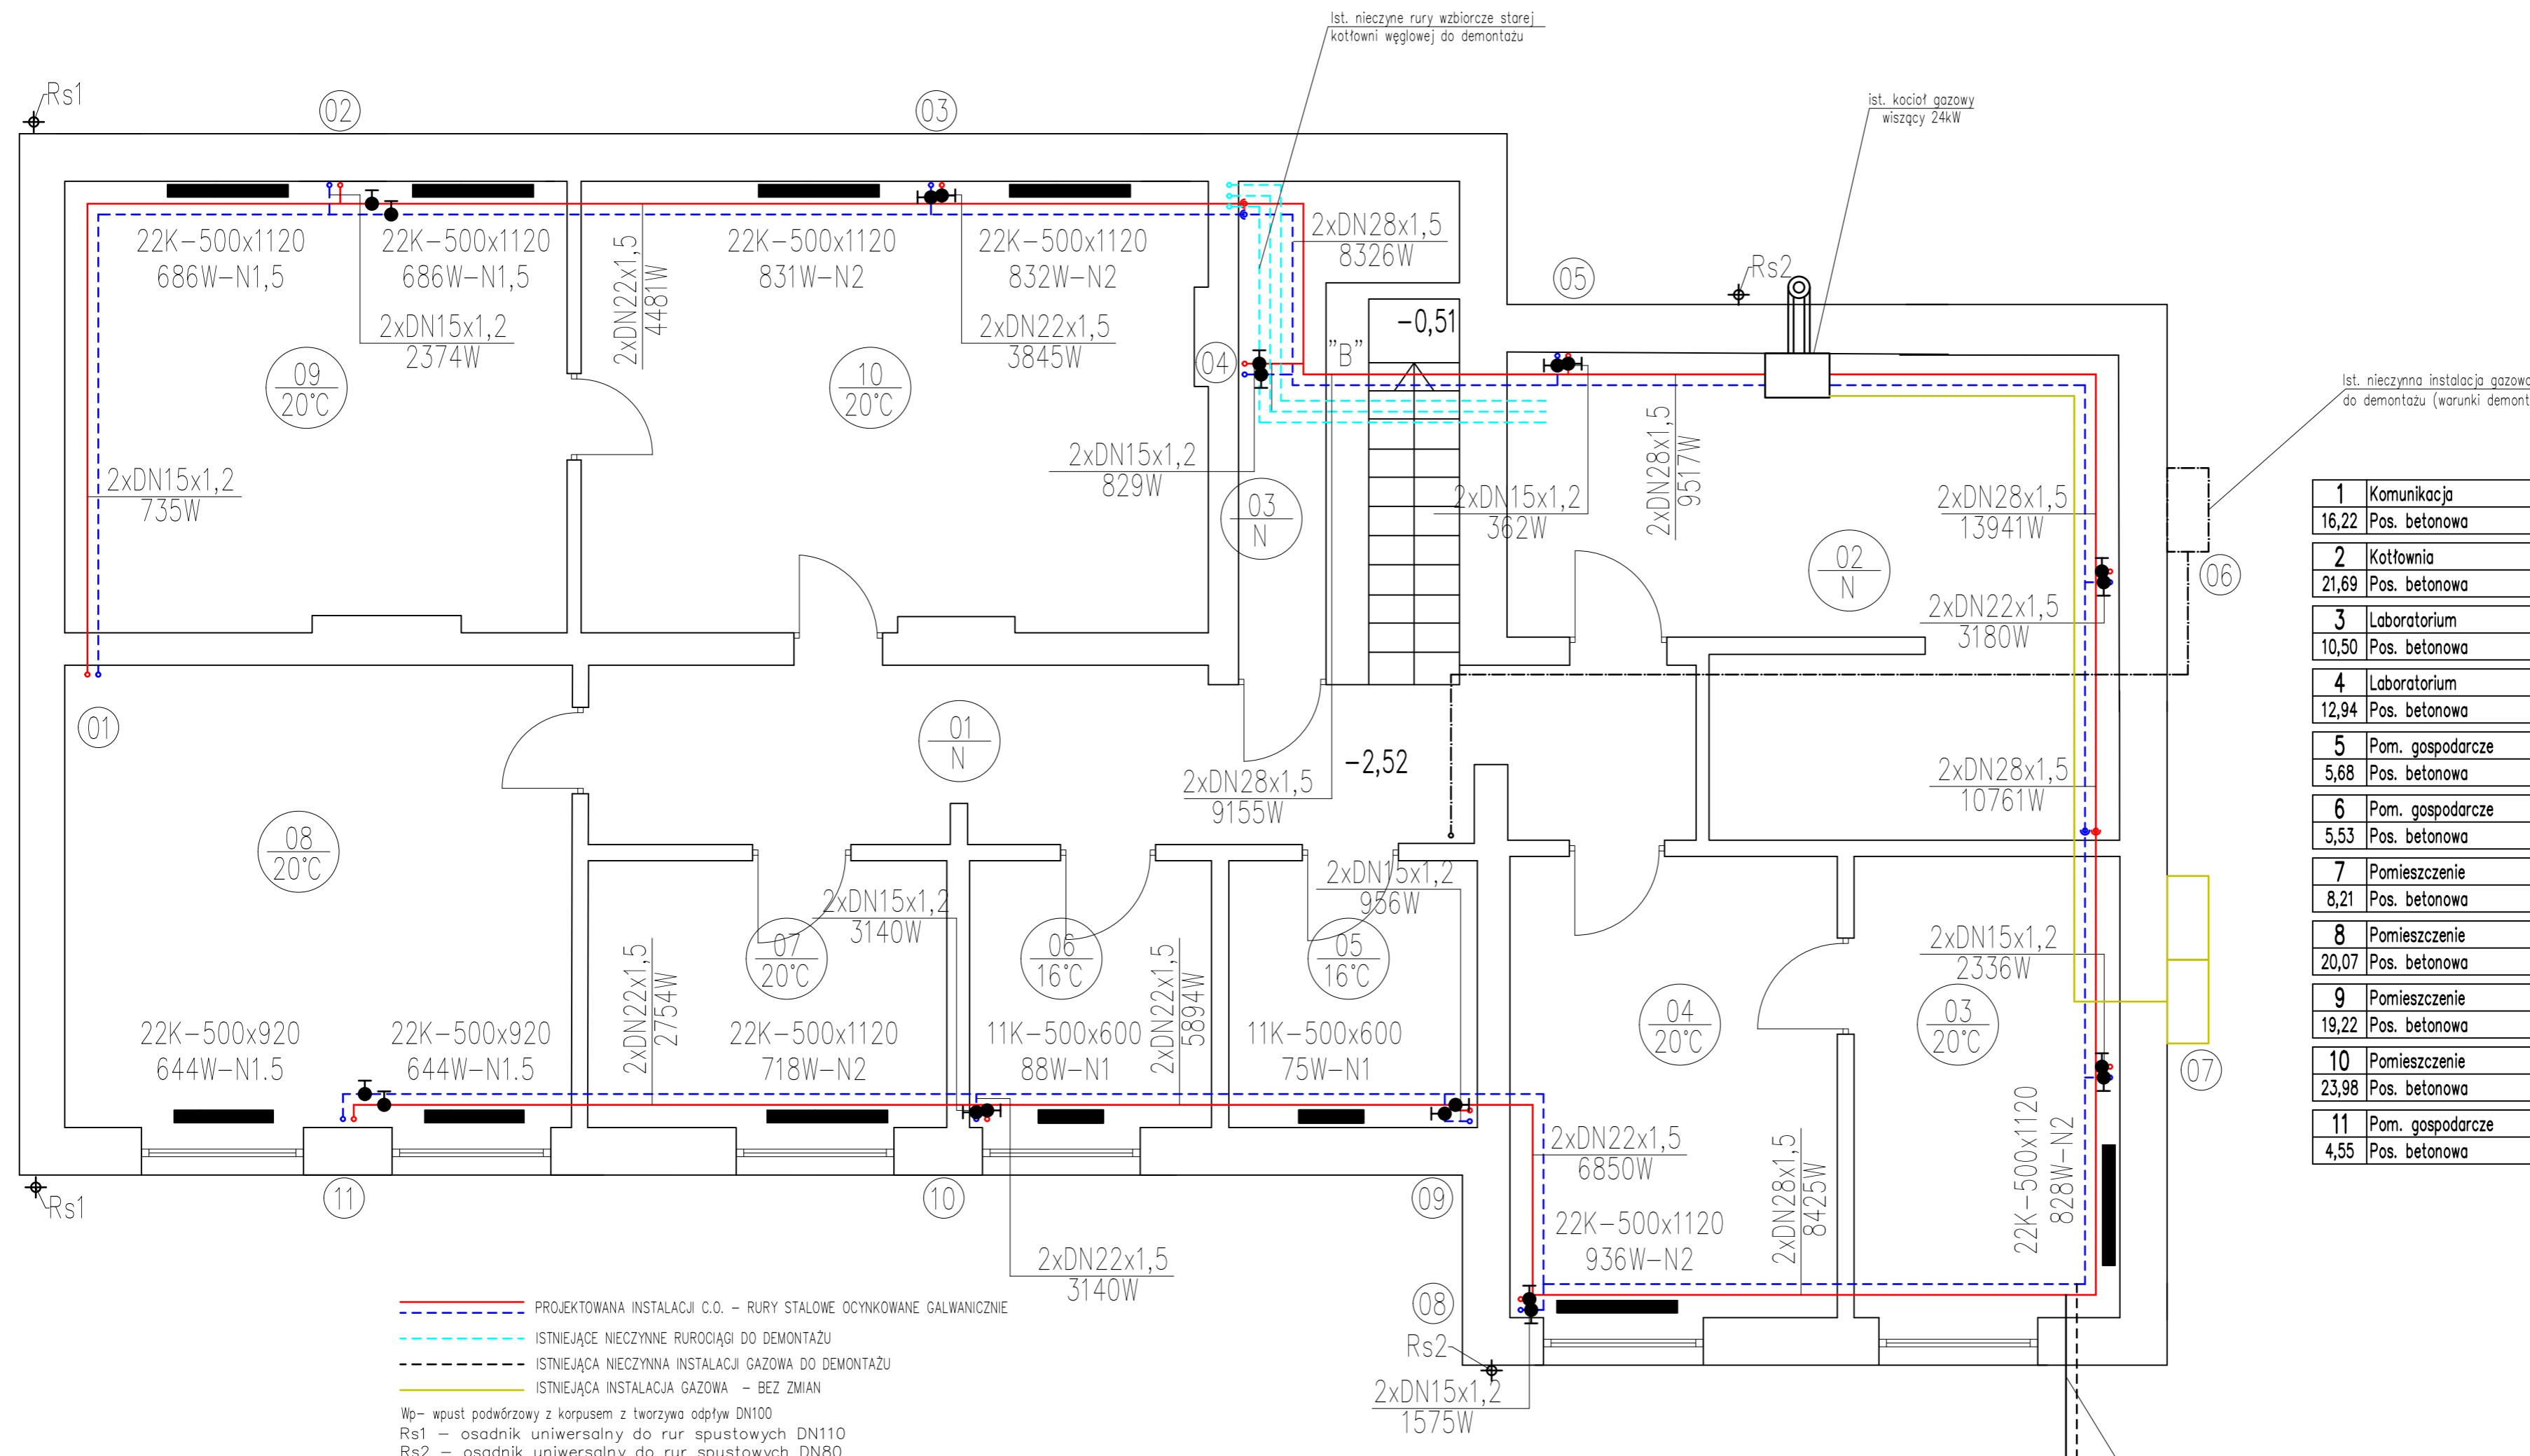 Ist. nieczyne rury wzbiorcze starej
kotłowni węglowej do demontażu
ist. kocioł gazowy
wiszący 24kW
Rs1
02
03
Rs2
05
22K-500x1120
686W-N1,5
22K-500x1120
686W-N1,5
2xDN22x1,5
4481W
22K-500x1120
831W-N2
22K-500x1120
832W-N2
2xDN28x1,5
8326W
-0,51
"B"
04
2xDN15x1,2
2374W
2xDN22x1,5
3845W
09
20°C
10
20°C
Ist. nieczynna instalacja gazowa
do demontażu (warunki demont
2xDN15x1,2
735W
2xDN15x1,2
829W
03
N
2xDN15x1,2
362W
2xDN28x1,5
9517W
2xDN28x1,5
13941W
02
N
2xDN22x1,5
3180W
06
01
01
N
-2,52
2xDN28x1,5
9155W
2xDN28x1,5
10761W
08
20°C
2xDN15x1,2
3140W
2xDN15x1,2
956W
07
20°C
06
16°C
05
16°C
2xDN22x1,5
2754W
2xDN22x1,5
5894W
2xDN15x1,2
2336W
04
20°C
03
20°C
22K-500x920
644W-N1.5
22K-500x920
644W-N1.5
22K-500x1120
718W-N2
11K-500x600
88W-N1
11K-500x600
75W-N1
07
2xDN22x1,5
6850W
2xDN28x1,5
8425W
22K-500x1120
828W-N2
22K-500x1120
936W-N2
Rs1
11
10
09
2xDN22x1,5
3140W
08
Rs2
2xDN15x1,2
1575W
1 Komunikacja
16,22 Pos. betonowa
2 Kotłownia
21,69 Pos. betonowa
3 Laboratorium
10,50 Pos. betonowa
4 Laboratorium
12,94 Pos. betonowa
5 Pom. gospodarcze
5,68 Pos. betonowa
6 Pom. gospodarcze
5,53 Pos. betonowa
7 Pomieszczenie
8,21 Pos. betonowa
8 Pomieszczenie
20,07 Pos. betonowa
9 Pomieszczenie
19,22 Pos. betonowa
10 Pomieszczenie
23,98 Pos. betonowa
11 Pom. gospodarcze
4,55 Pos. betonowa
PROJEKTOWANA INSTALACJI C.O. - RURY STALOWE OCYNKOWANE GALWANICZNIE
ISTNIEJĄCE NIECZYNNE RUROCIĄGI DO DEMONTAŻU
ISTNIEJĄCA NIECZYNNA INSTALACJI GAZOWA DO DEMONTAŻU
ISTNIEJĄCA INSTALACJA GAZOWA - BEZ ZMIAN
Wp- wpust podwórzowy z korpusem z tworzywa odpływ DN100
Rs1 - osadnik uniwersalny do rur spustowych DN110
Rs2 - osadnik uniwersalny do rur spustowych DN80